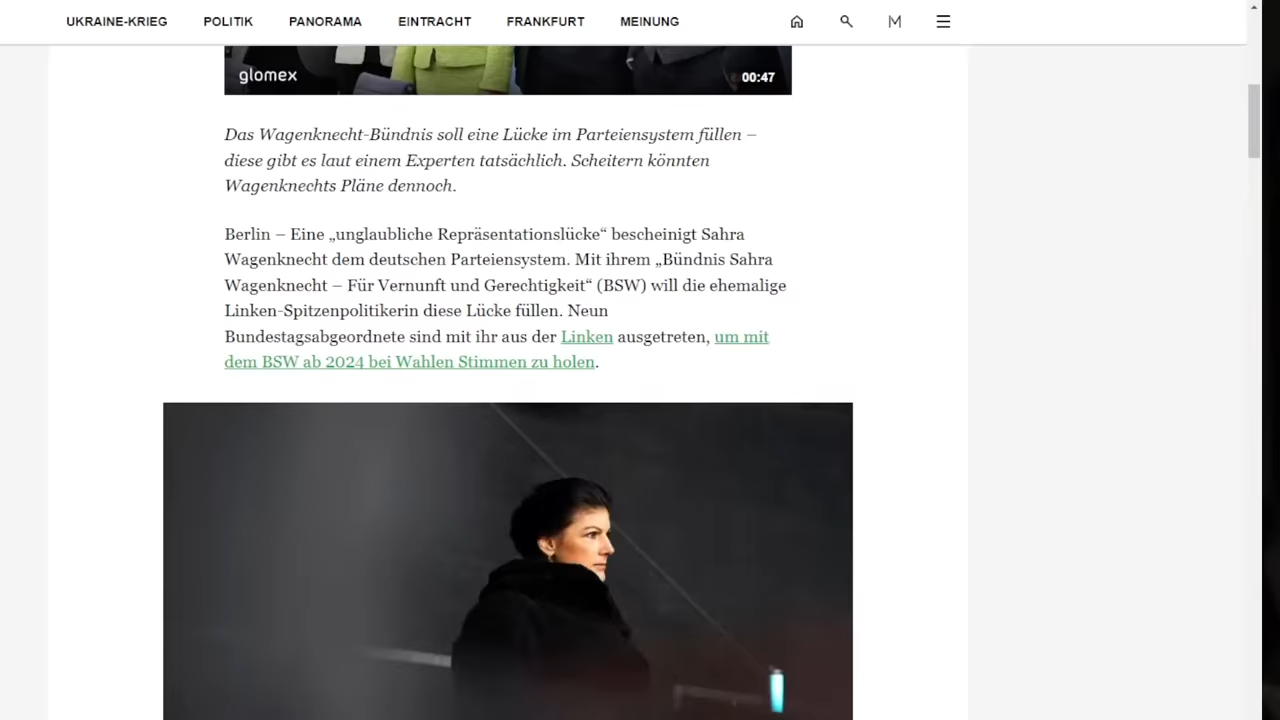 UKRAINE-KRIEG POLITIK PANORAMA EINTRACHT FRANKFURT MEINUNG M
glomex 00:47
Das Wagenknecht-Bündnis soll eine Lücke im Parteiensystem füllen –
diese gibt es laut einem Experten tatsächlich. Scheitern könnten
Wagenknechts Pläne dennoch.
Berlin – Eine „unglaubliche Repräsentationslücke“ bescheinigt Sahra
Wagenknecht dem deutschen Parteiensystem. Mit ihrem „Bündnis Sahra
Wagenknecht – Für Vernunft und Gerechtigkeit“ (BSW) will die ehemalige
Linken-Spitzenpolitikerin diese Lücke füllen. Neun
Bundestagsabgeordnete sind mit ihr aus der Linken ausgetreten, um mit
dem BSW ab 2024 bei Wahlen Stimmen zu holen.